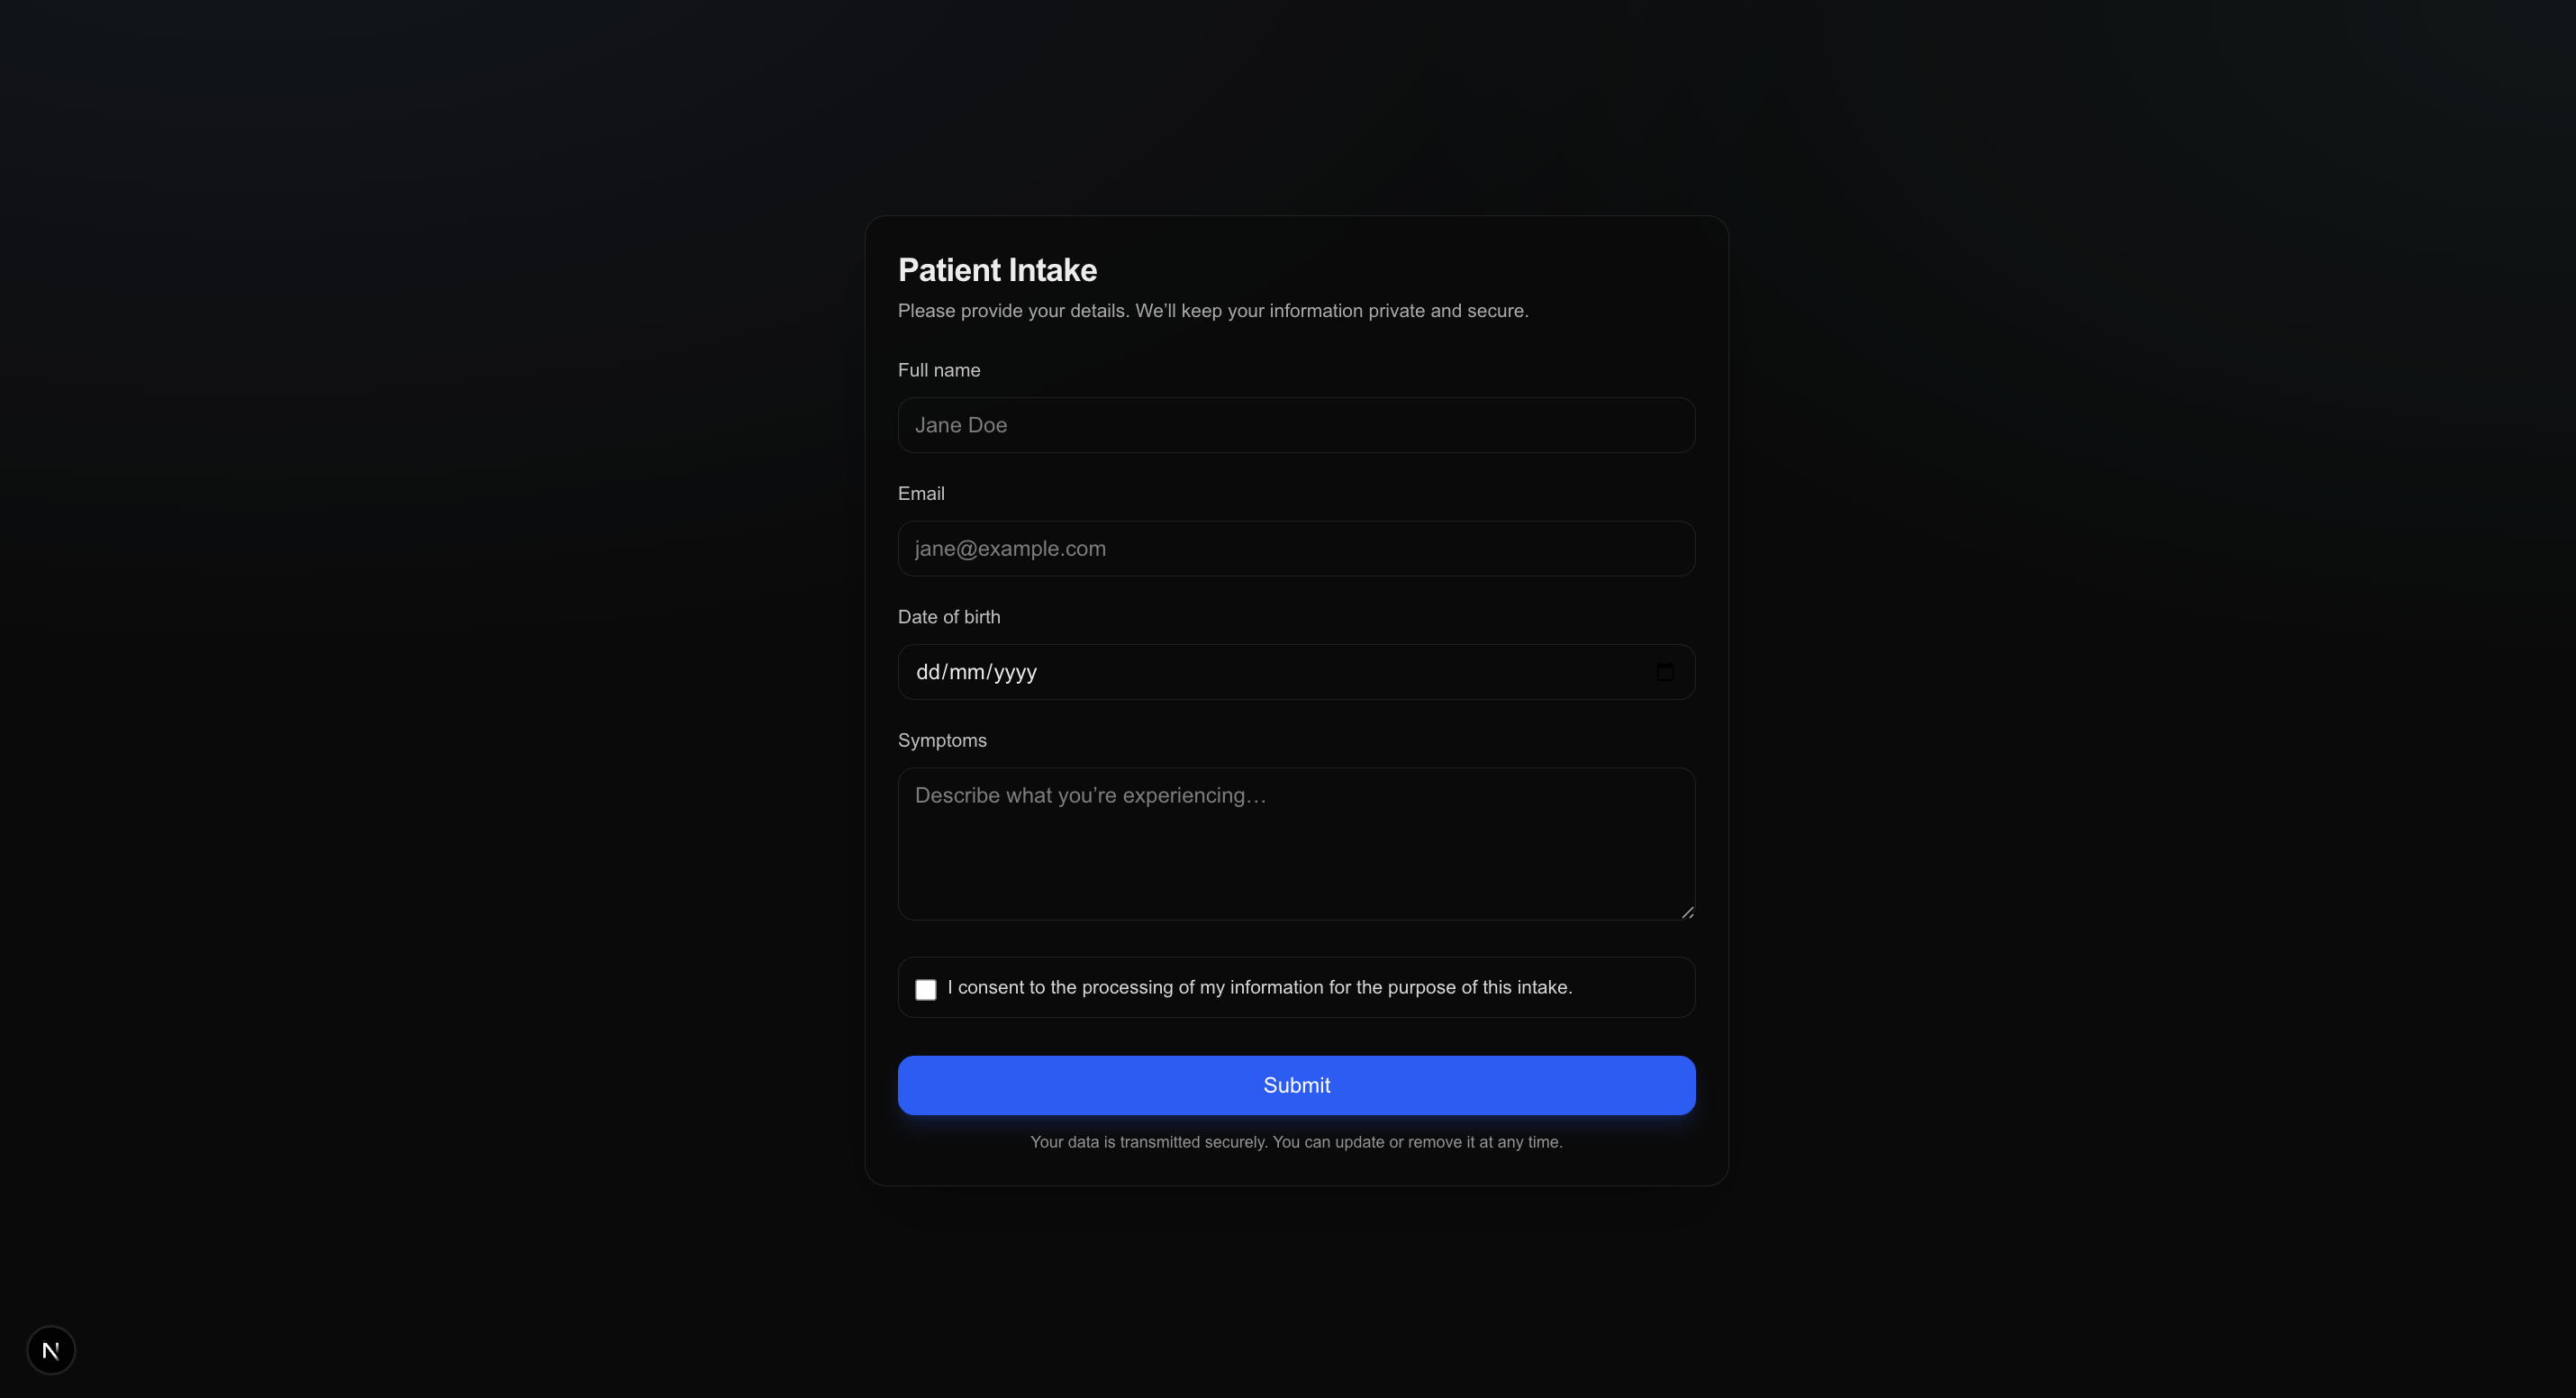 Patient Intake
Please provide your details. We’ll keep your information private and secure.
Full name
Jane Doe
Email
jane@example.com
Date of birth
dd/mm/yyyy
Symptoms
Describe what you’re experiencing…
I consent to the processing of my information for the purpose of this intake.
Submit
Your data is transmitted securely. You can update or remove it at any time.
N